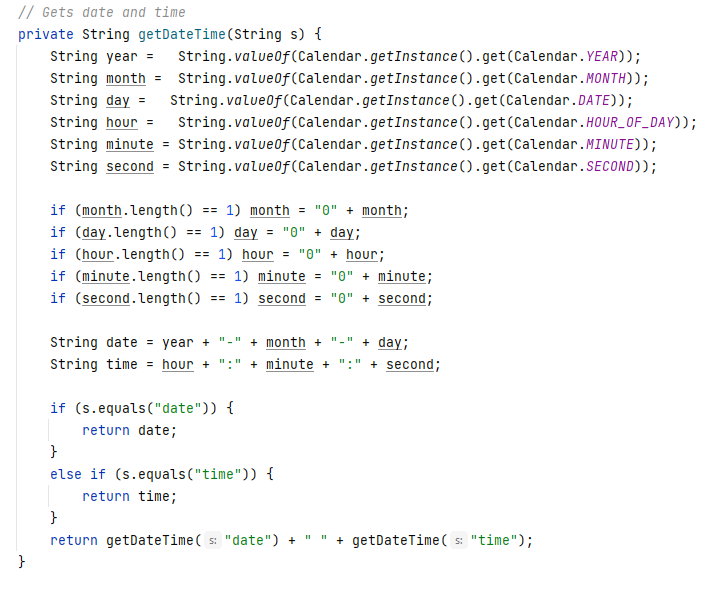 // Gets date and time
private String getDateTime(String s) {
    String year =   String.valueOf(Calendar.getInstance().get(Calendar.YEAR));
    String month =  String.valueOf(Calendar.getInstance().get(Calendar.MONTH));
    String day =   String.valueOf(Calendar.getInstance().get(Calendar.DATE));
    String hour =   String.valueOf(Calendar.getInstance().get(Calendar.HOUR_OF_DAY));
    String minute = String.valueOf(Calendar.getInstance().get(Calendar.MINUTE));
    String second = String.valueOf(Calendar.getInstance().get(Calendar.SECOND));
    if (month.length() == 1) month = "0" + month;
    if (day.length() == 1) day = "0" + day;
    if (hour.length() == 1) hour = "0" + hour;
    if (minute.length() == 1) minute = "0" + minute;
    if (second.length() == 1) second = "0" + second;
    String date = year + "-" + month + "-" + day;
    String time = hour + ":" + minute + ":" + second;
    if (s.equals("date")) {
        return date;
    }
    else if (s.equals("time")) {
        return time;
    }
    return getDateTime( s: "date") + " " + getDateTime( s: "time");
}